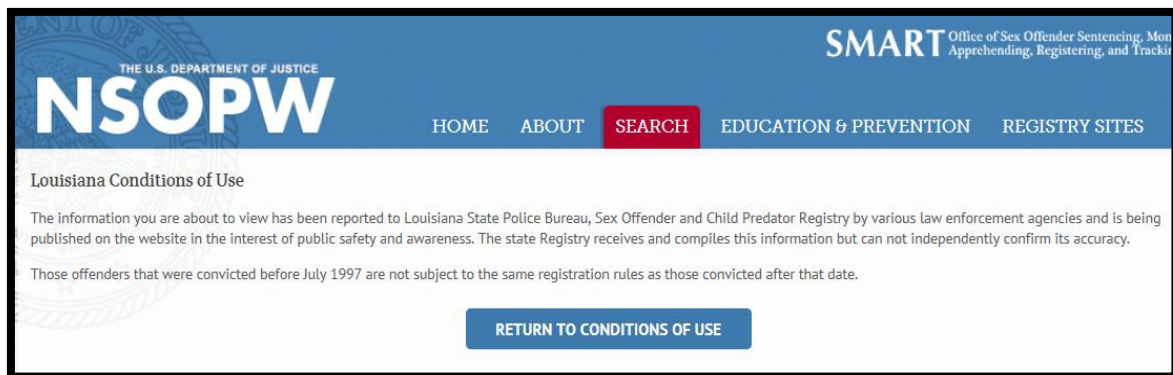 SMART Office of Sex Offender Sentencing, Mon
Apprehending, Registering, and Trackin
THE U.S. DEPARTMENT OF JUSTICE
NSOPW
HOME ABOUT SEARCH EDUCATION & PREVENTION REGISTRY SITES
Louisiana Conditions of Use
The information you are about to view has been reported to Louisiana State Police Bureau, Sex Offender and Child Predator Registry by various law enforcement agencies and is being
published on the website in the interest of public safety and awareness. The state Registry receives and compiles this information but can not independently confirm its accuracy.
Those offenders that were convicted before July 1997 are not subject to the same registration rules as those convicted after that date.
RETURN TO CONDITIONS OF USE